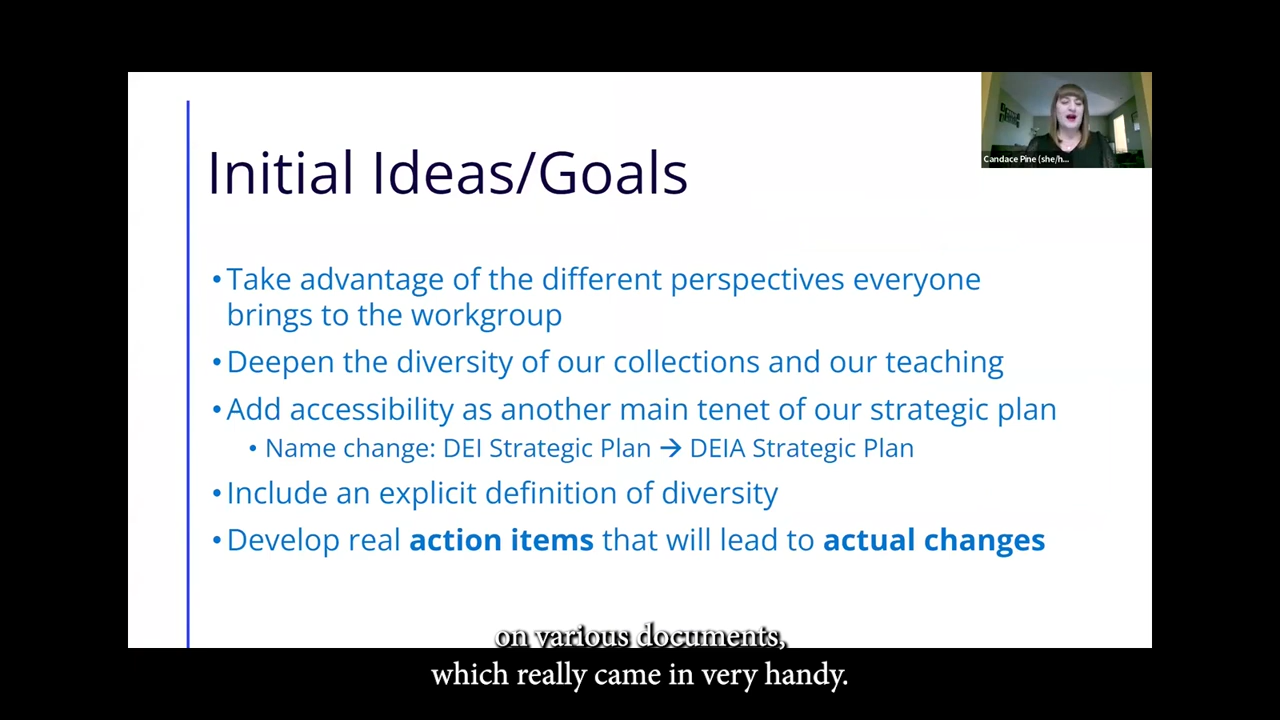 Candace Pine (she/h...
Initial Ideas/Goals
•Take advantage of the different perspectives everyone
brings to the workgroup
•Deepen the diversity of our collections and our teaching
•Add accessibility as another main tenet of our strategic plan
•Name change: DEI Strategic Plan → DEIA Strategic Plan
•Include an explicit definition of diversity
•Develop real action items that will lead to actual changes
on various documents,
which really came in very handy.